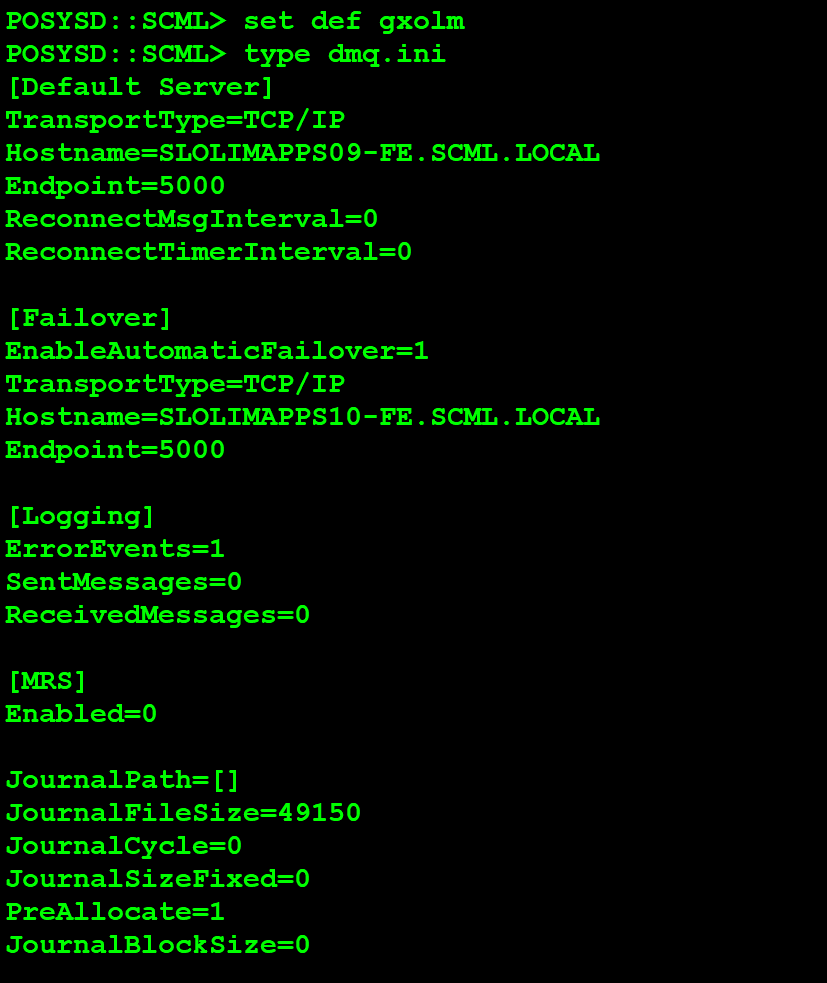 POSYSD::SCML> set def gxolm
POSYSD::SCML> type dmq.ini
[Default Server]
TransportType=TCP/IP
Hostname=SLOLIMAPPS09-FE.SCML.LOCAL
Endpoint=5000
ReconnectMsgInterval=0
ReconnectTimerInterval=0
[Failover]
EnableAutomaticFailover=1
TransportType=TCP/IP
Hostname=SLOLIMAPPS10-FE.SCML.LOCAL
Endpoint=5000
[Logging]
ErrorEvents=1
SentMessages=0
ReceivedMessages=0
[MRS]
Enabled=0
JournalPath=[]
JournalFileSize=49150
JournalCycle=0
JournalSizeFixed=0
PreAllocate=1
JournalBlockSize=0